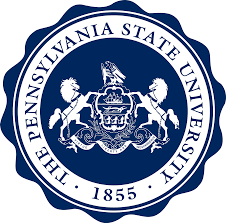 THE PENNSYLVANIA STATE UNIVERSITY
· 1855 ·